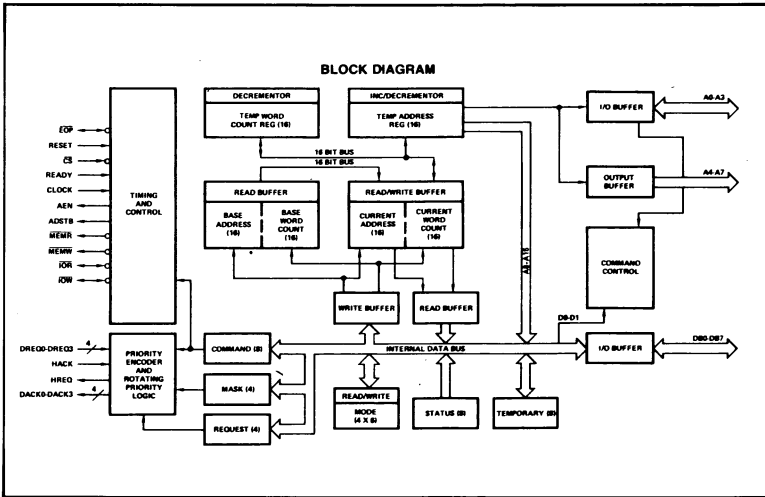 BLOCK DIAGRAM
DECREMENTOR
TEMP WORD
COUNT REG (16)
INC/DECREMENTOR
TEMP ADDRESS
REG (16)
I/O BUFFER
A0-A3
EOP
RESET
CS
READY
CLOCK
AEN
ADSTB
MEMR
MEMW
IOR
IOW
TIMING
AND
CONTROL
16 BIT BUS
16 BIT BUS
READ BUFFER
BASE
ADDRESS
(16)
BASE
WORD
COUNT
(16)
READ/WRITE BUFFER
CURRENT
ADDRESS
(16)
CURRENT
WORD
COUNT
(16)
OUTPUT
BUFFER
A4-A7
COMMAND
CONTROL
WRITE BUFFER
READ BUFFER
D0-D1
DREQ0-DREQ3
4
HACK
HREQ
DACK0-DACK3
4
PRIORITY
ENCODER
AND
ROTATING
PRIORITY
LOGIC
COMMAND (8)
MASK (4)
REQUEST (4)
INTERNAL DATA BUS
I/O BUFFER
DB0-DB7
READ/WRITE
MODE
(4 X 6)
STATUS (8)
TEMPORARY (8)